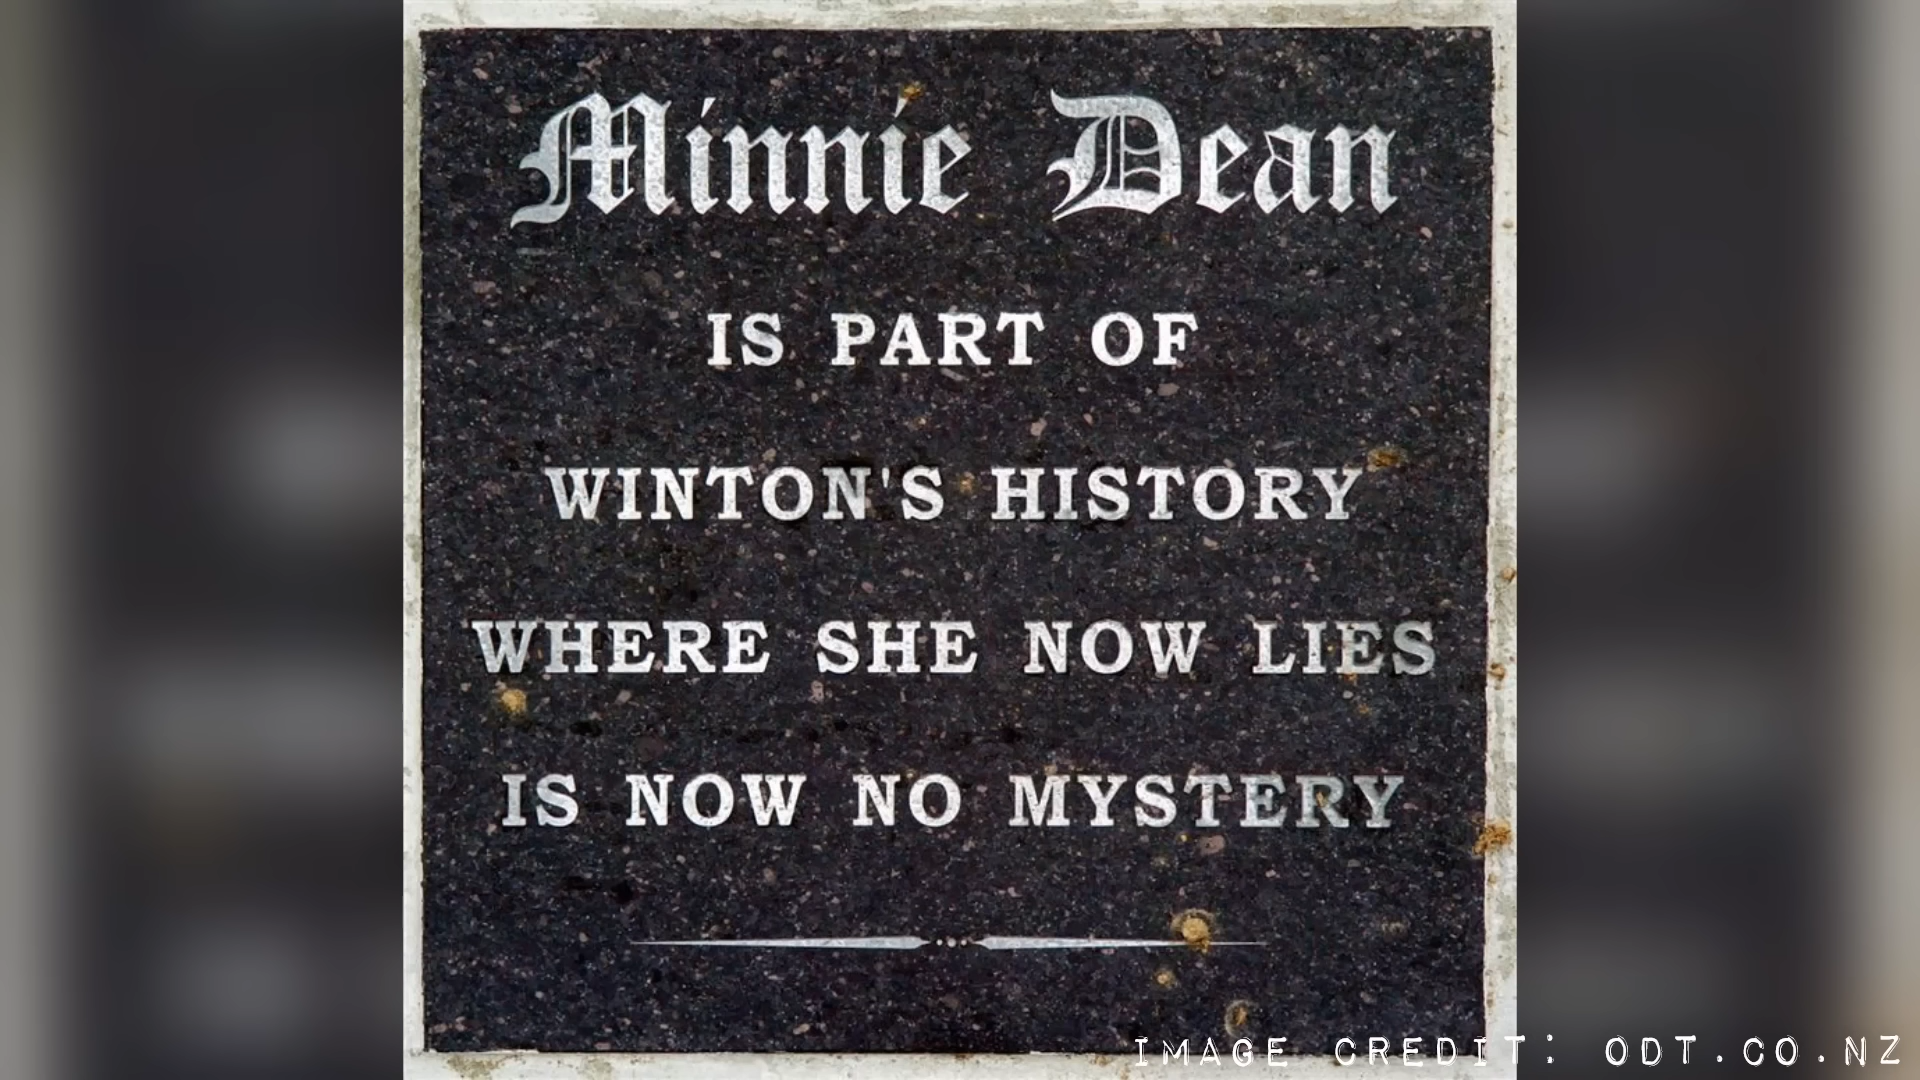 Minnie Dean
IS PART OF
WINTON'S HISTORY
WHERE SHE NOW LIES
IS NOW NO MYSTERY
IMAGE CREDIT: ODT.CO.NZ